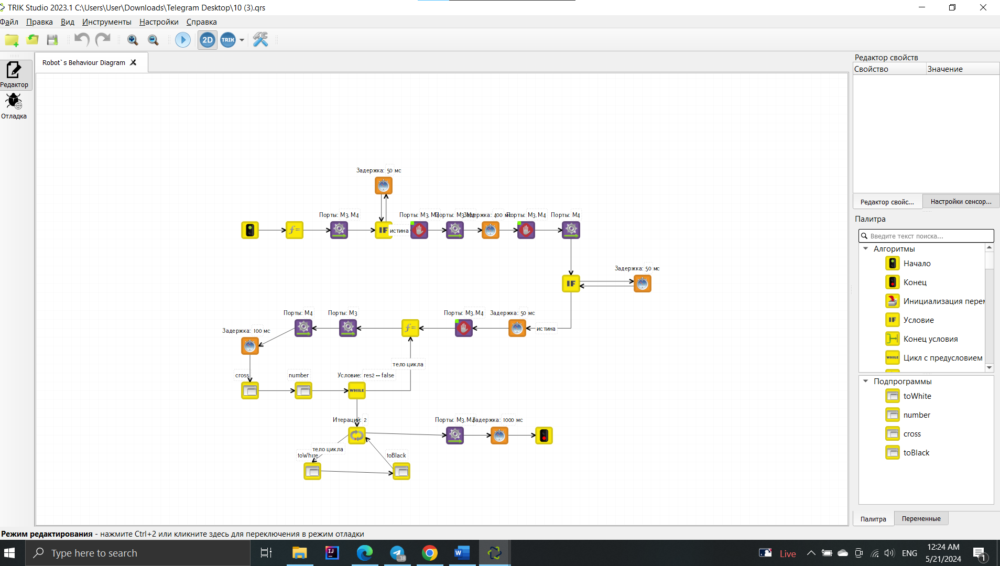 TRIK Studio 2023.1 C:\Users\User\Downloads\Telegram Desktop\10 (3).qrs
Файл Правка Вид Инструменты Настройки Справка
2D TRIK
Robot`s Behaviour Diagram
Редактор
Отладка
Задержка: 50 мс
Порты: M3, M4
Порты: M3, M4
Порты: M3, M4
Задержка: 400 мс
Порты: M3, M4
Порты: M4
f=
IF
истина
Задержка: 50 мс
IF
Порты: M4
Порты: M3
Порты: M3, M4
Задержка: 50 мс
f=
истина
Задержка: 100 мс
тело цикла
cross
number
Условие: res2 == false
WHILE
Итераций: 2
Порты: M3, M4
Задержка: 1000 мс
тело цикла
toWhite
toBlack
Редактор свойств
Свойство Значение
Редактор свойс... Настройки сенсор...
Палитра
Введите текст поиска...
Алгоритмы
Начало
Конец
Инициализация
IF Условие
Конец условия
WHILE Цикл с предусловием
Подпрограммы
toWhite
number
cross
toBlack
Палитра Переменные
Режим редактирования - нажмите Ctrl+2 или кликните здесь для переключения в режим отладки
Type here to search
IJ
..38
W
Live
ENG
12:24 AM
5/21/2024
1